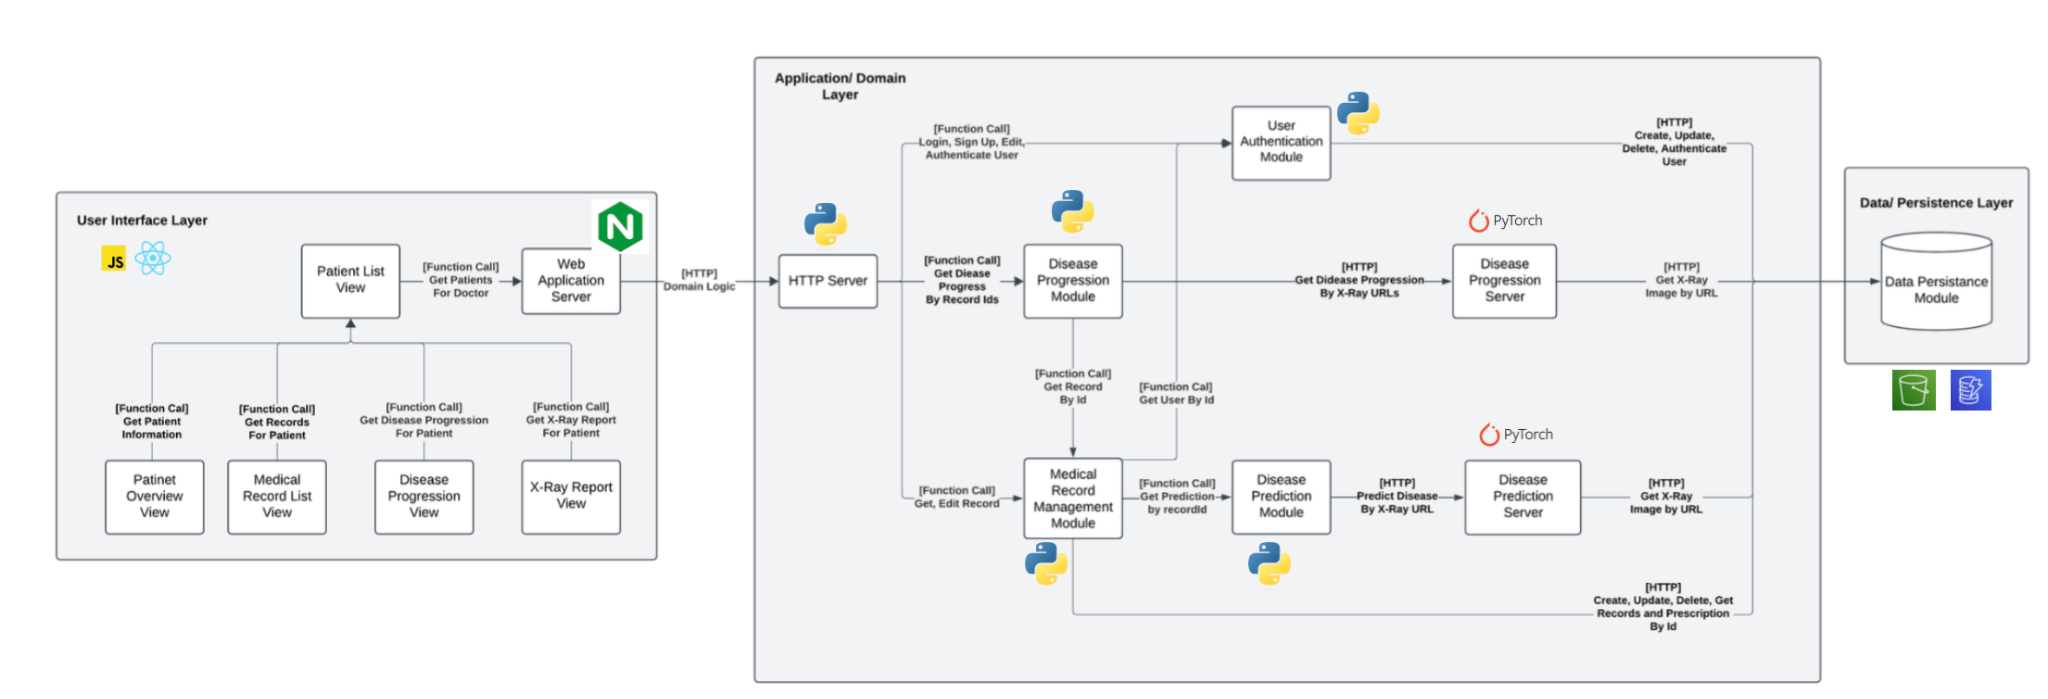 User Interface Layer
JS
Patient List
View
[Function Call]
Get Patients
For Doctor
N
Web
Application
Server
[Function Cal]
Get Patient
Information
[Function Call]
Get Records
For Patient
[Function Call]
Get Disease Progression
For Patient
[Function Call]
Get X-Ray Report
For Patient
Patinet
Overview
View
Medical
Record List
View
Disease
Progression
View
X-Ray Report
View
[HTTP]
Domain Logic
Application/ Domain
Layer
HTTP Server
[Function Call]
Login, Sign Up, Edit,
Authenticate User
User
Authentication
Module
[HTTP]
Create, Update,
Delete, Authenticate
User
[Function Call]
Get Diease
Progress
By Record Ids
Disease
Progression
Module
[HTTP]
Get Didease Progression
By X-Ray URLs
PyTorch
Disease
Progression
Server
[HTTP]
Get X-Ray
Image by URL
[Function Call]
Get Record
By Id
[Function Cal]
Get User By Id
[Function Call]
Get, Edit Record
Medical
Record
Management
Module
[Function Call]
Get Prediction
by recordId
Disease
Prediction
Module
[HTTP]
Predict Disease
By X-Ray URL
PyTorch
Disease
Prediction
Server
[HTTP]
Get X-Ray
Image by URL
[HTTP]
Create, Update, Delete, Get
Records and Prescription
By Id
Data/ Persistence Layer
Data Persistance
Module